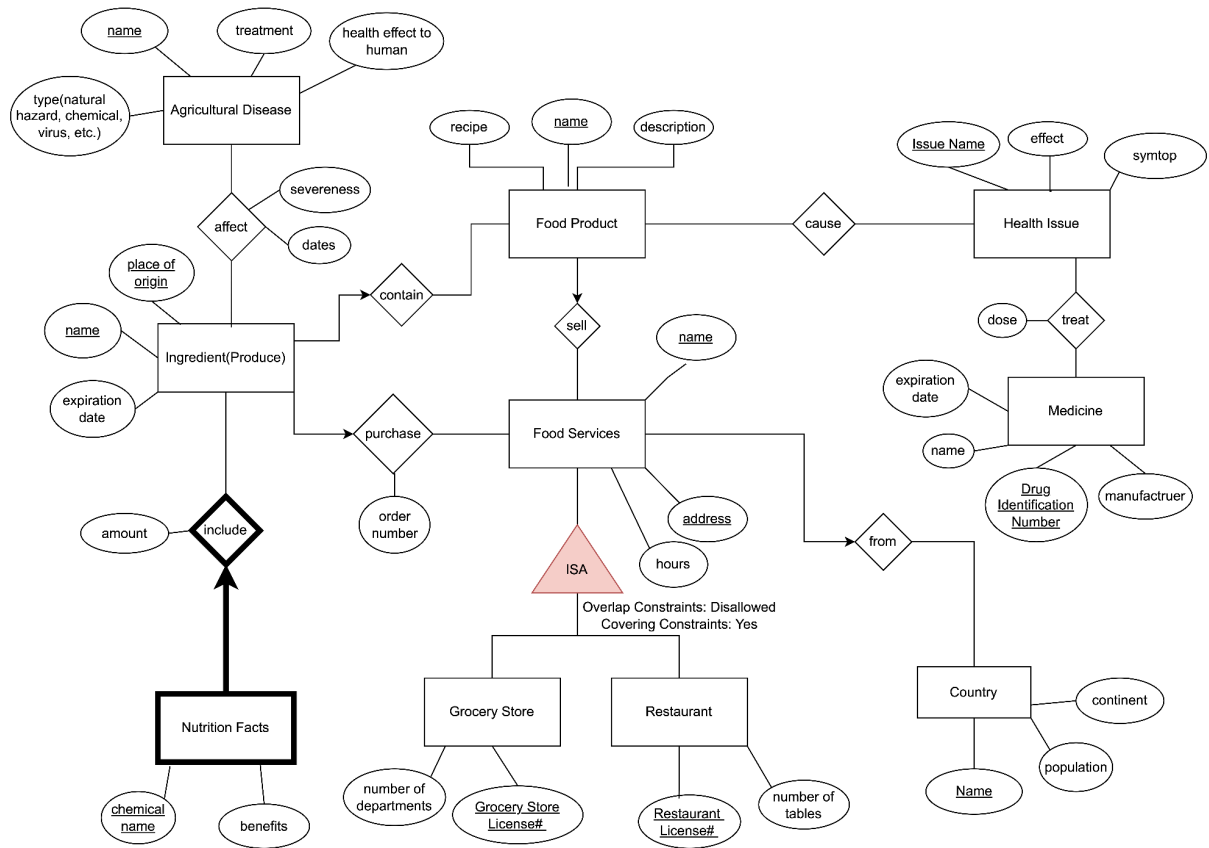 name
treatment
health effect to
human
type(natural
hazard, chemical,
virus, etc.)
Agricultural Disease
recipe
name
description
Issue Name
effect
symtop
severeness
affect
dates
Food Product
cause
Health Issue
place of
origin
contain
sell
dose
treat
name
name
Ingredient(Produce)
expiration
date
expiration
date
Medicine
purchase
Food Services
name
Drug
Identification
Number
manufactruer
amount
include
order
number
address
hours
from
ISA
Overlap Constraints: Disallowed
Covering Constraints: Yes
Nutrition Facts
Grocery Store
Restaurant
Country
continent
population
Name
chemical
name
benefits
number of
departments
Grocery Store
License#
Restaurant
License#
number of
tables